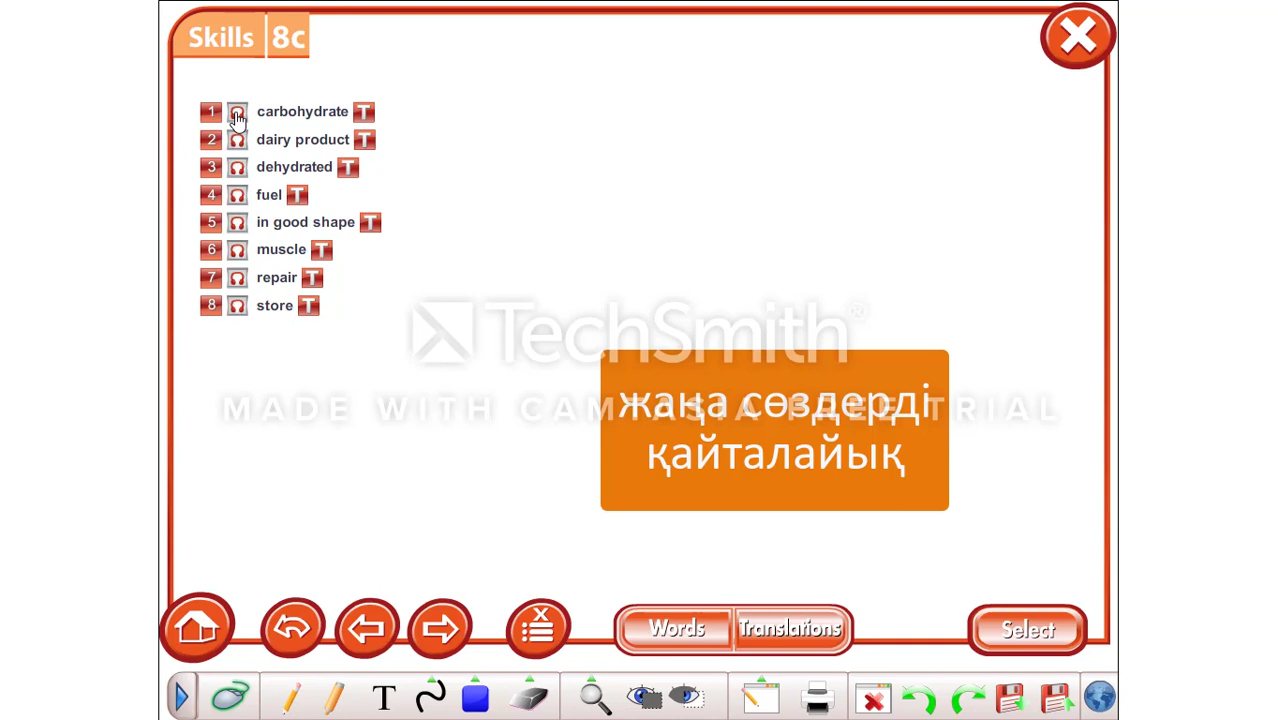 Skills 8c
1 carbohydrate T
2 dairy product T
3 dehydrated T
4 fuel T
5 in good shape T
6 muscle T
7 repair T
8 store T
TechSmith®
MADE WITH CAMTASIA FREE TRIAL
жаңа сөздерді
қайталайық
Words Translations Select
T